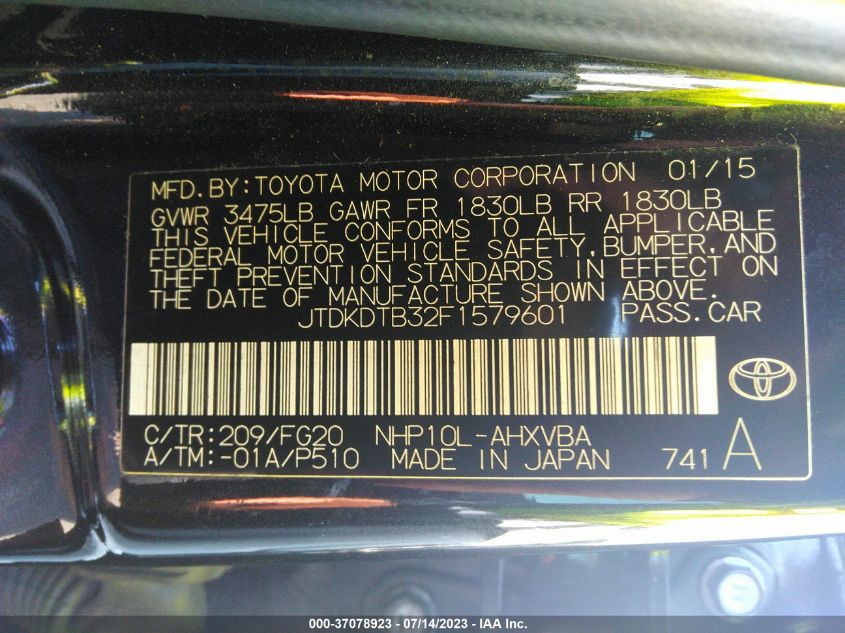 MFD.BY:TOYOTA MOTOR CORPORATION 01/15
GVWR 3475LB GAWR FR 1830LB RR 1830LB
THIS VEHICLE CONFORMS TO ALL APPLICABLE
FEDERAL MOTOR VEHICLE SAFETY,BUMPER,AND
THEFT PREVENTION STANDARDS IN EFFECT ON
THE DATE OF MANUFACTURE SHOWN ABOVE.
JTDKDTB32F1579601 PASS.CAR
C/TR:209/FG20 NHP10L-AHXVBA
A/TM:-01A/P510 MADE IN JAPAN 741 A
000-37078923 - 07/14/2023 - IAA Inc.